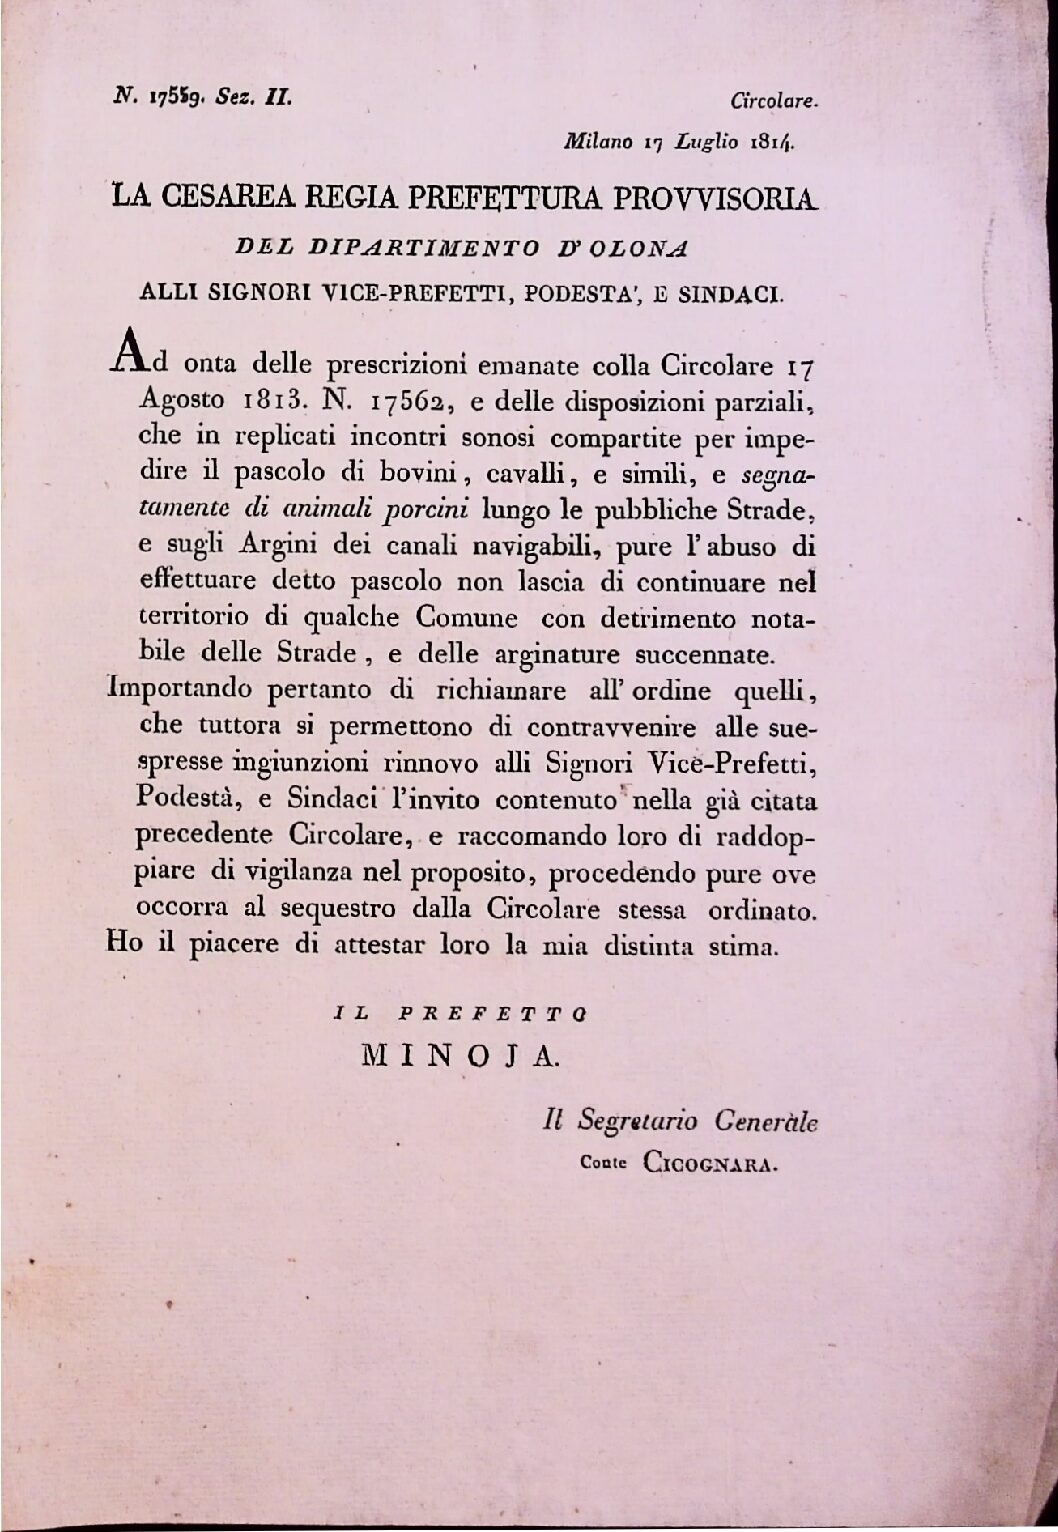 N. 17559. Sez. II.
Circolare.
Milano 17 Luglio 1814.
LA CESAREA REGIA PREFETTURA PROVVISORIA
DEL DIPARTIMENTO D'OLONA
ALLI SIGNORI VICE-PREFETTI, PODESTA', E SINDACI.
Ad onta delle prescrizioni emanate colla Circolare 17
Agosto 1813. N. 17562, e delle disposizioni parziali,
che in replicati incontri sonosi compartite per impe-
dire il pascolo di bovini, cavalli, e simili, e segna-
tamente di animali porcini lungo le pubbliche Strade,
e sugli Argini dei canali navigabili, pure l'abuso di
effettuare detto pascolo non lascia di continuare nel
territorio di qualche Comune con detrimento nota-
bile delle Strade, e delle arginature succennate.
Importando pertanto di richiamare all' ordine quelli,
che tuttora si permettono di contravvenire alle sue-
spresse ingiunzioni rinnovo alli Signori Vice-Prefetti,
Podestà, e Sindaci l'invito contenuto nella già citata
precedente Circolare, e raccomando loro di raddop-
piare di vigilanza nel proposito, procedendo pure ove
occorra al sequestro dalla Circolare stessa ordinato.
Ho il piacere di attestar loro la mia distinta stima.
IL PREFETTO
MINOJA.
Il Segretario Generale
Conte CICOGNARA.